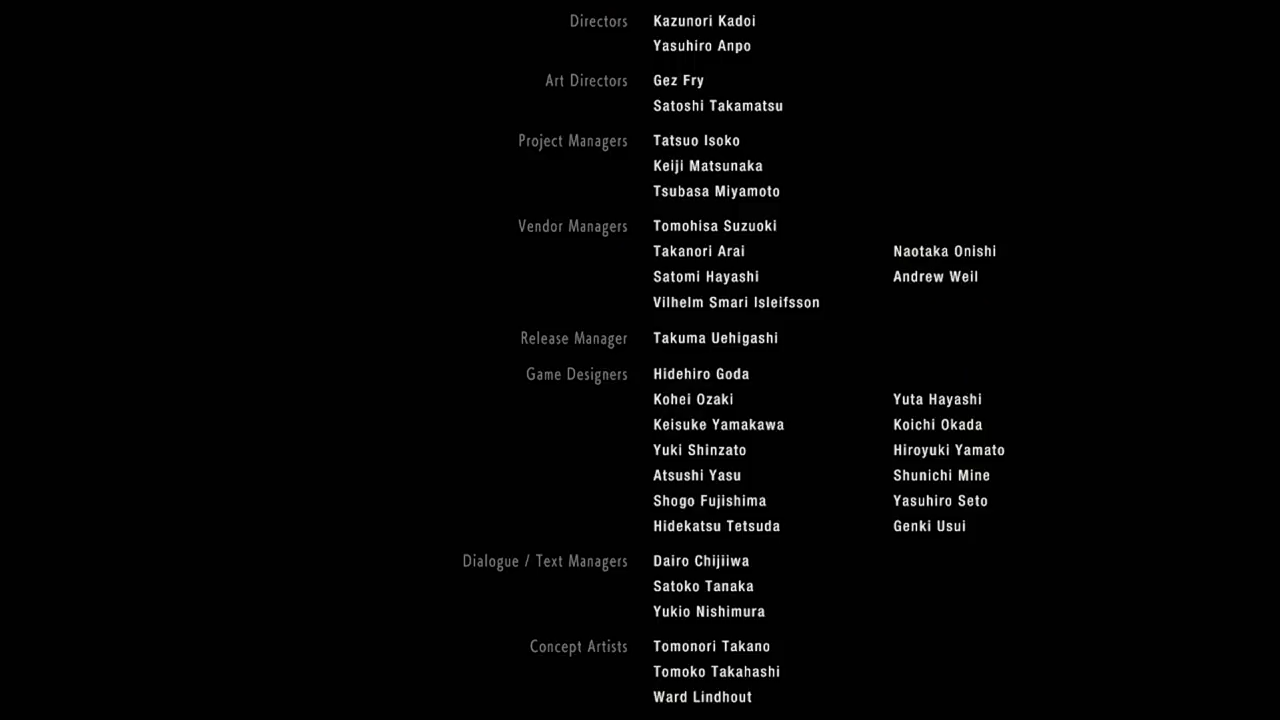 Directors Kazunori Kadoi
Yasuhiro Anpo
Art Directors Gez Fry
Satoshi Takamatsu
Project Managers Tatsuo Isoko
Keiji Matsunaka
Tsubasa Miyamoto
Vendor Managers Tomohisa Suzuoki
Takanori Arai Naotaka Onishi
Satomi Hayashi Andrew Weil
Vilhelm Smari Isleifsson
Release Manager Takuma Uehigashi
Game Designers Hidehiro Goda
Kohei Ozaki Yuta Hayashi
Keisuke Yamakawa Koichi Okada
Yuki Shinzato Hiroyuki Yamato
Atsushi Yasu Shunichi Mine
Shogo Fujishima Yasuhiro Seto
Hidekatsu Tetsuda Genki Usui
Dialogue / Text Managers Dairo Chijiiwa
Satoko Tanaka
Yukio Nishimura
Concept Artists Tomonori Takano
Tomoko Takahashi
Ward Lindhout